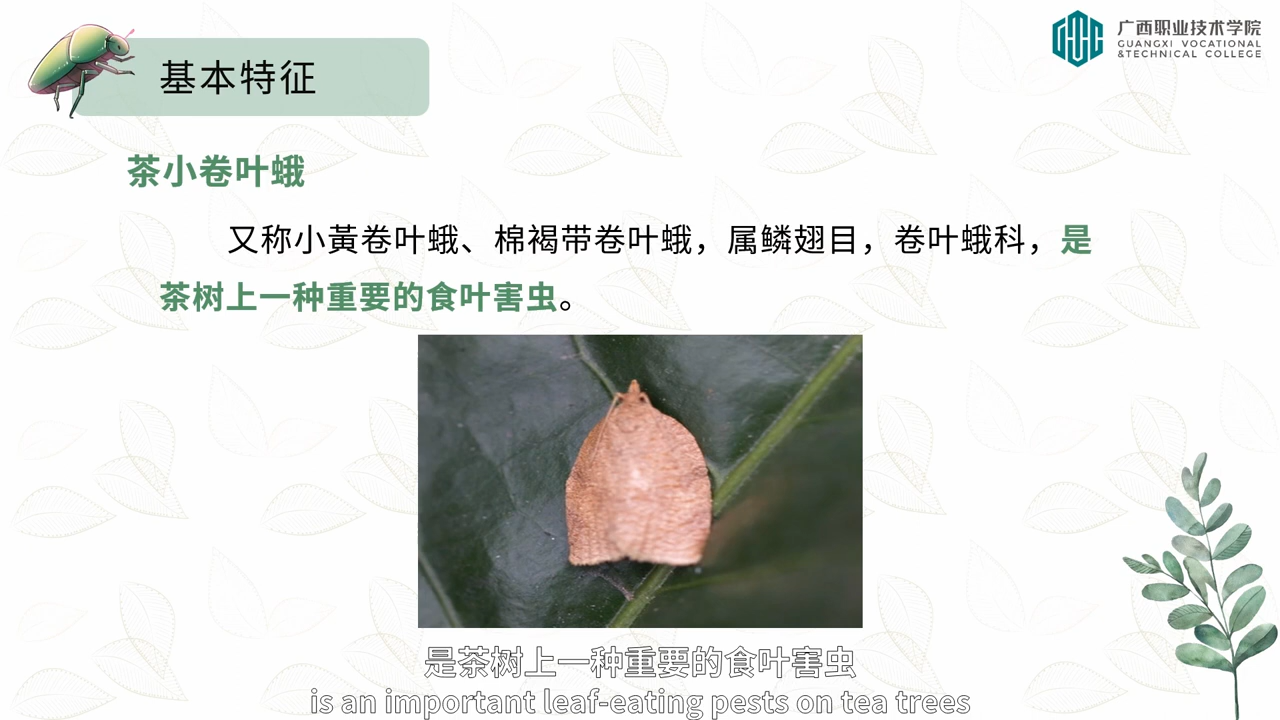 基本特征
广西职业技术学院
GUANGXI VOCATIONAL
&TECHNICAL COLLEGE
茶小卷叶蛾
又称小黃卷叶蛾、棉褐带卷叶蛾，属鳞翅目，卷叶蛾科，是
茶树上一种重要的食叶害虫。
是茶树上一种重要的食叶害虫
is an important leaf-eating pests on tea trees